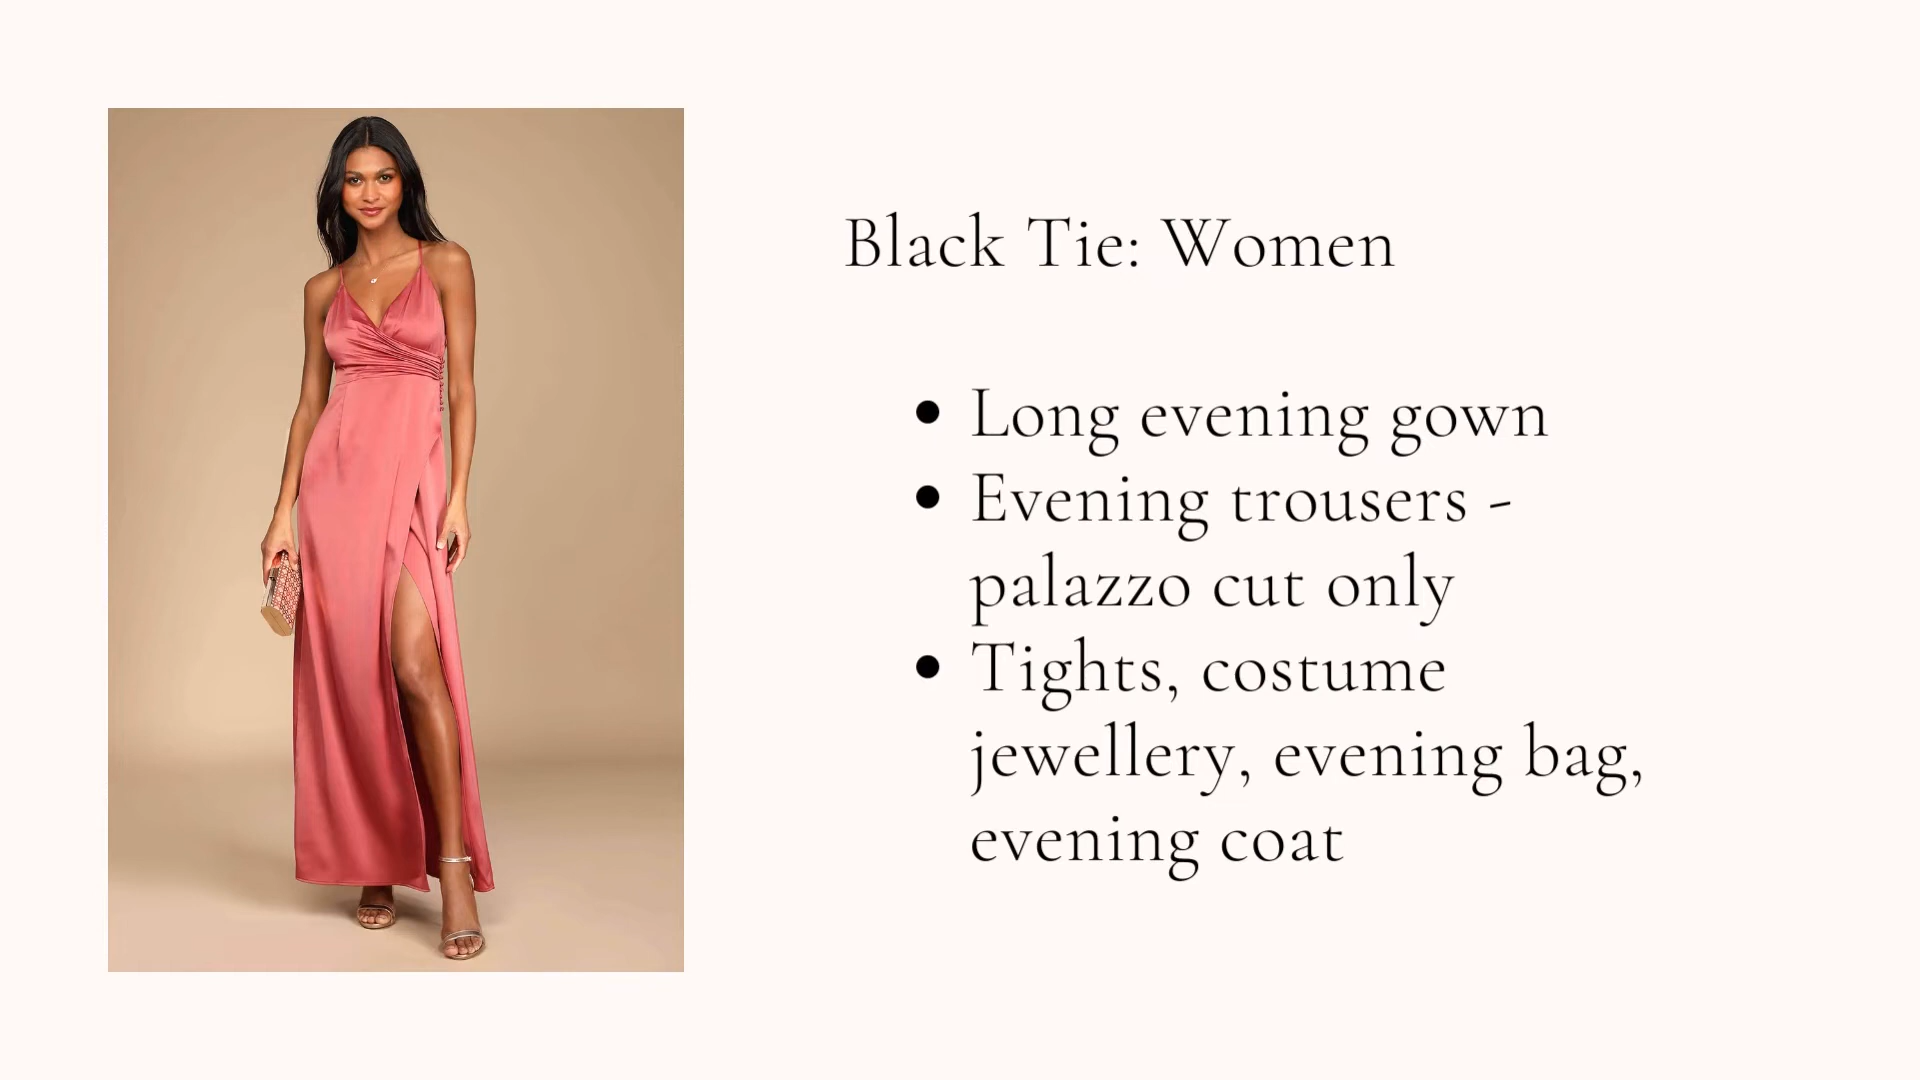 Black Tie: Women
• Long evening gown
• Evening trousers -
palazzo cut only
• Tights, costume
jewellery, evening bag,
evening coat